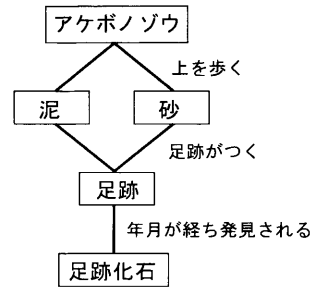 アケボノゾウ
上を歩く
泥
砂
足跡がつく
足跡
年月が経ち発見される
足跡化石